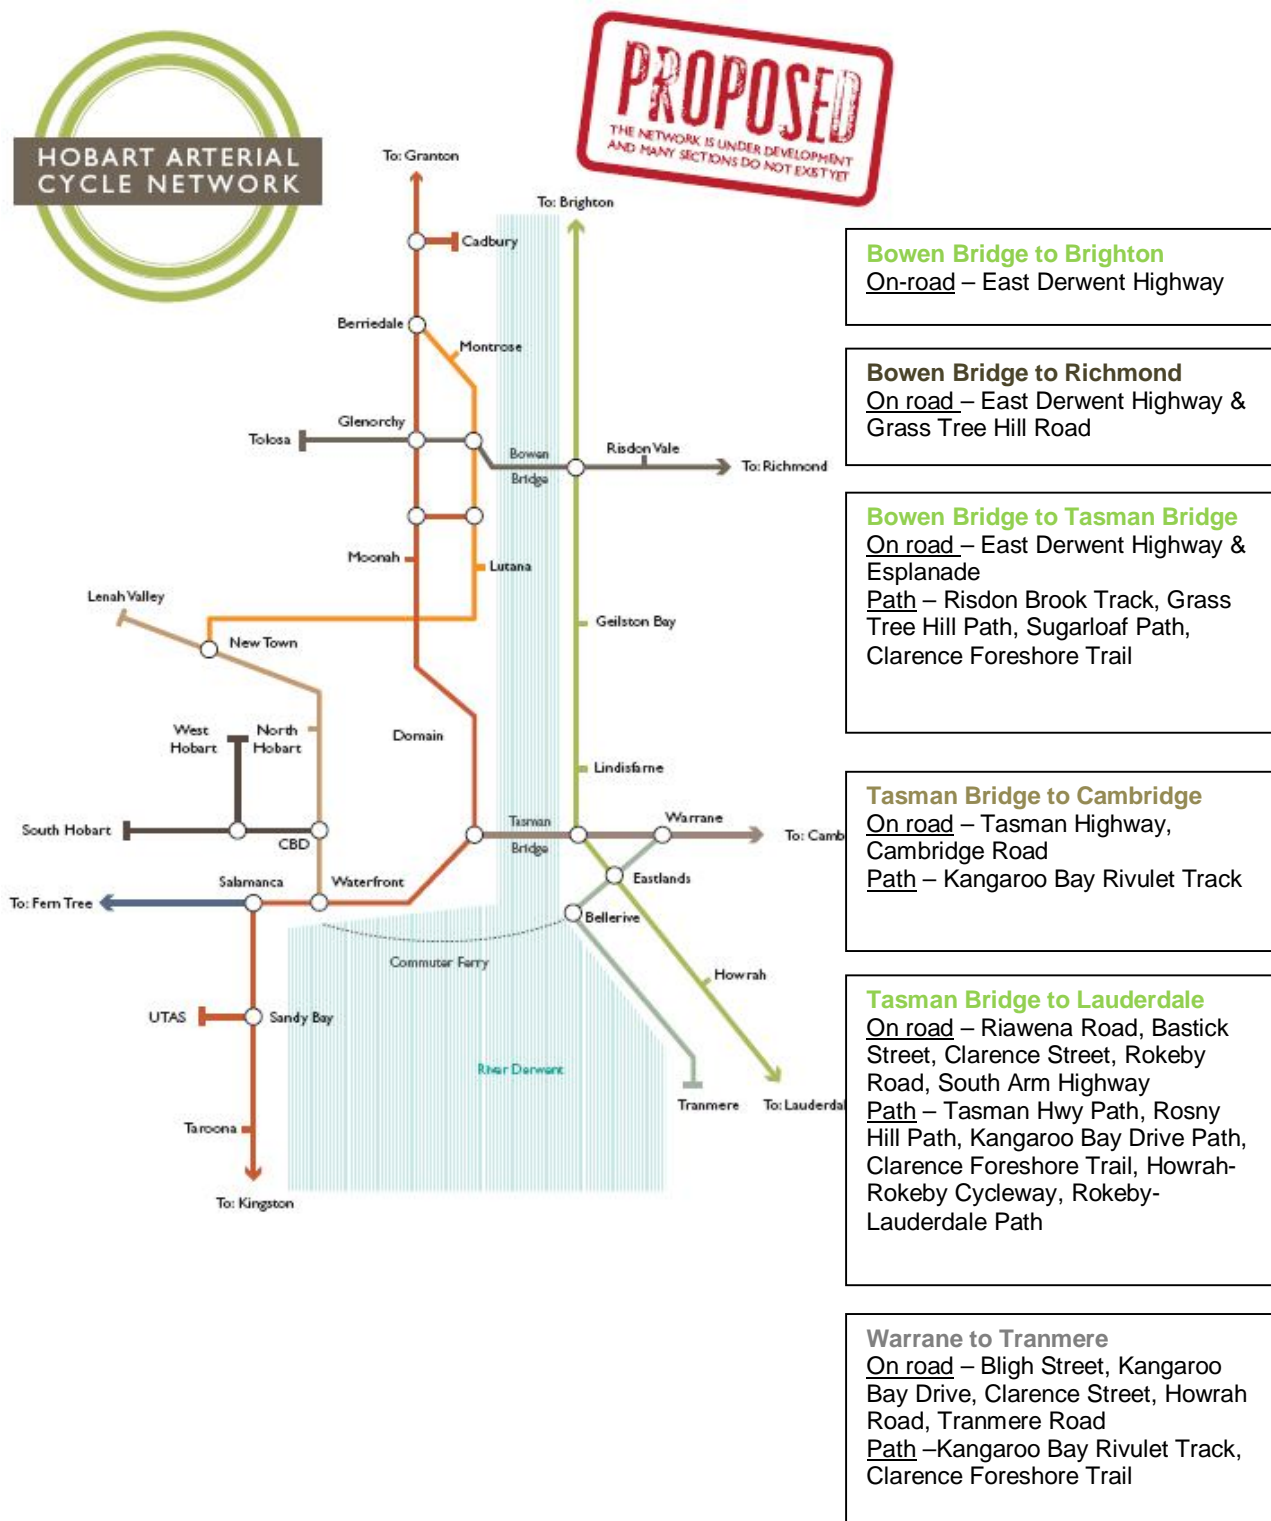 HOBART ARTERIAL
CYCLE NETWORK
PROPOSED
THE NETWORK IS UNDER DEVELOPMENT
AND MANY SECTIONS DO NOT EXIST YET
To: Granton
To: Brighton
Cadbury
Berriedale
Montrose
Glenorchy
Tolosa
Bowen
Bridge
Risdon Vale
To: Richmond
Moonah
Lutana
Lenah Valley
New Town
Geilston Bay
West
Hobart
North
Hobart
Domain
Lindisfarne
South Hobart
CBD
Tasman
Bridge
Warrane
To: Camb
Eastlands
Salamanca
Waterfront
To: Fern Tree
Bellerive
Commuter Ferry
Howrah
UTAS
Sandy Bay
River Derwent
Tranmere
To: Lauderdal
Taroona
To: Kingston
Bowen Bridge to Brighton
On-road – East Derwent Highway
Bowen Bridge to Richmond
On road – East Derwent Highway &
Grass Tree Hill Road
Bowen Bridge to Tasman Bridge
On road – East Derwent Highway &
Esplanade
Path – Risdon Brook Track, Grass
Tree Hill Path, Sugarloaf Path,
Clarence Foreshore Trail
Tasman Bridge to Cambridge
On road – Tasman Highway,
Cambridge Road
Path – Kangaroo Bay Rivulet Track
Tasman Bridge to Lauderdale
On road – Riawena Road, Bastick
Street, Clarence Street, Rokeby
Road, South Arm Highway
Path – Tasman Hwy Path, Rosny
Hill Path, Kangaroo Bay Drive Path,
Clarence Foreshore Trail, Howrah-
Rokeby Cycleway, Rokeby-
Lauderdale Path
Warrane to Tranmere
On road – Bligh Street, Kangaroo
Bay Drive, Clarence Street, Howrah
Road, Tranmere Road
Path –Kangaroo Bay Rivulet Track,
Clarence Foreshore Trail